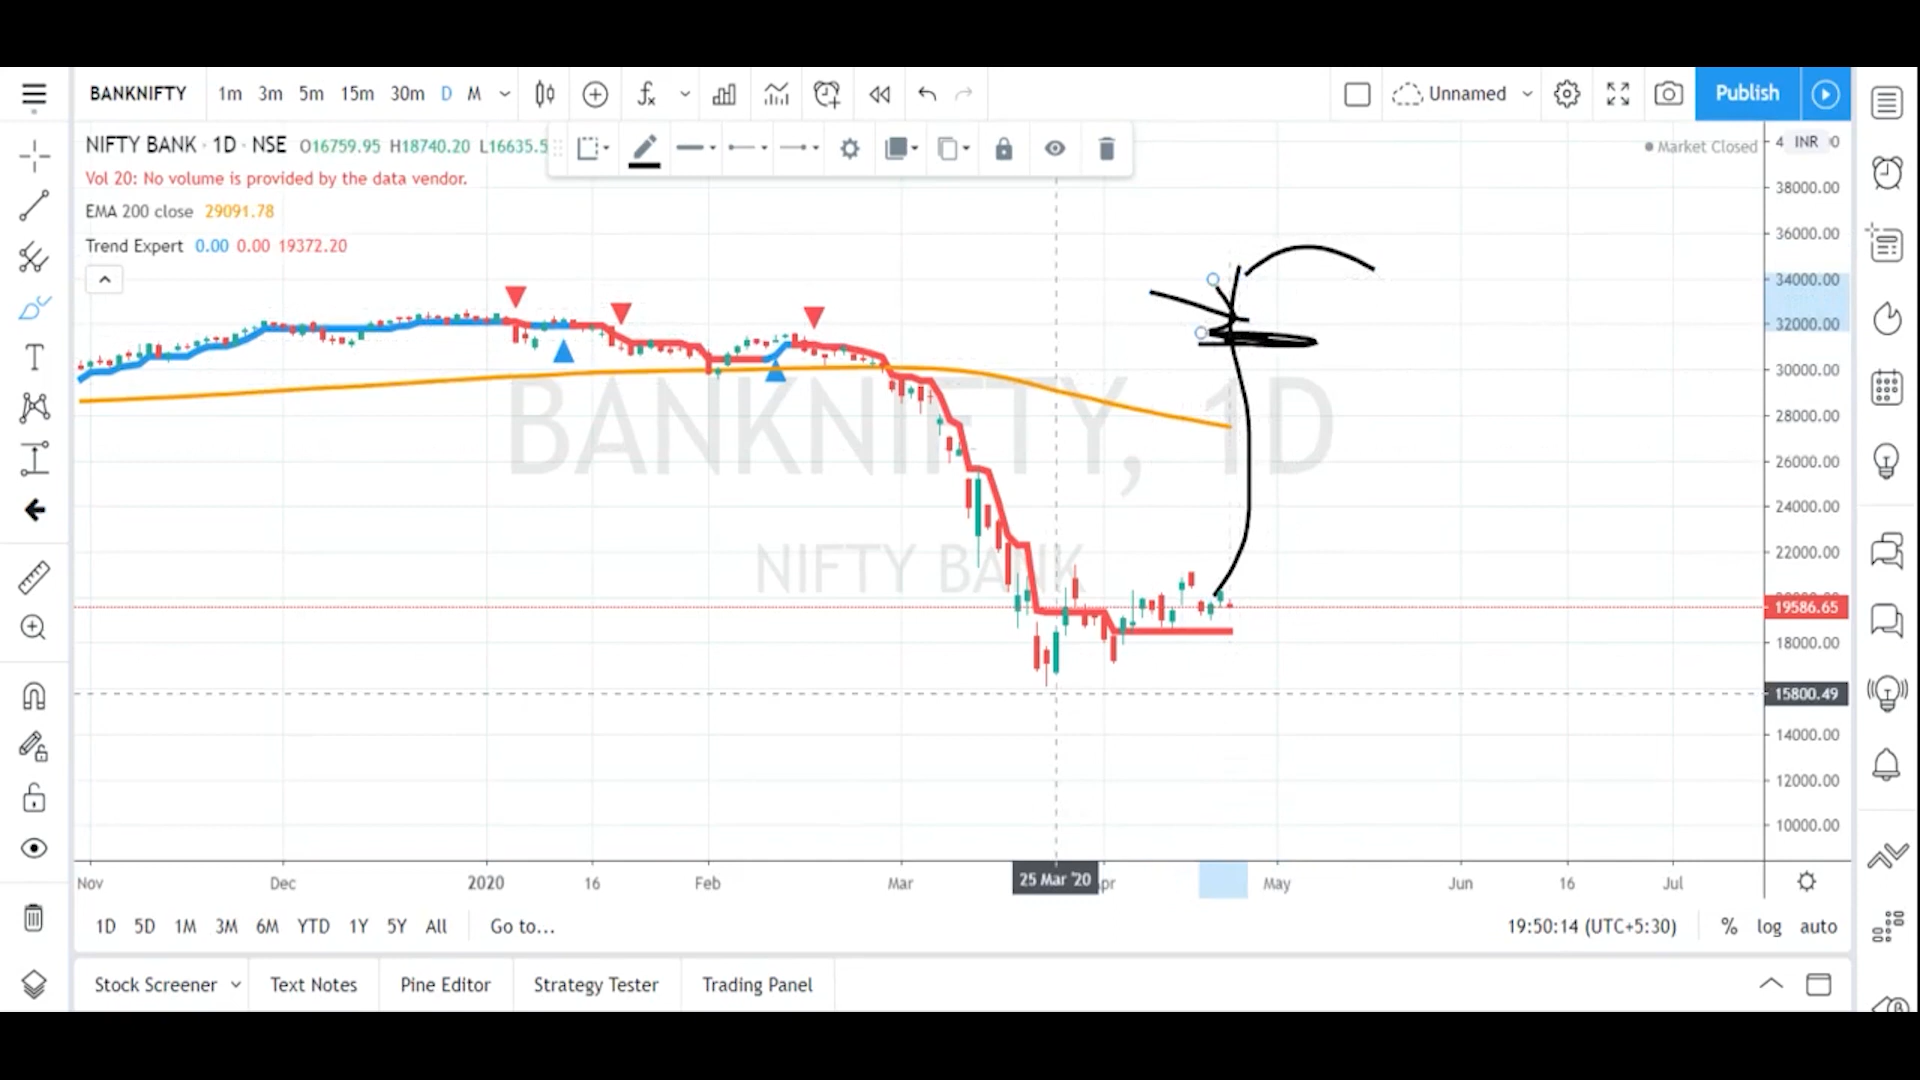 BANKNIFTY 1m 3m 5m 15m 30m D M Unnamed Publish
NIFTY BANK · 1D · NSE O16759.95 H18740.20 L16635.5
Market Closed
INR
Vol 20: No volume is provided by the data vendor.
EMA 200 close 29091.78
Trend Expert 0.00 0.00 19372.20
BANKNIFTY, 1D
NIFTY BANK
38000.00
36000.00
34000.00
32000.00
30000.00
28000.00
26000.00
24000.00
22000.00
19586.65
18000.00
15800.49
14000.00
12000.00
10000.00
Nov Dec 2020 16 Feb Mar 25 Mar '20 pr May Jun 16 Jul
1D 5D 1M 3M 6M YTD 1Y 5Y All Go to... 19:50:14 (UTC+5:30) % log auto
Stock Screener Text Notes Pine Editor Strategy Tester Trading Panel